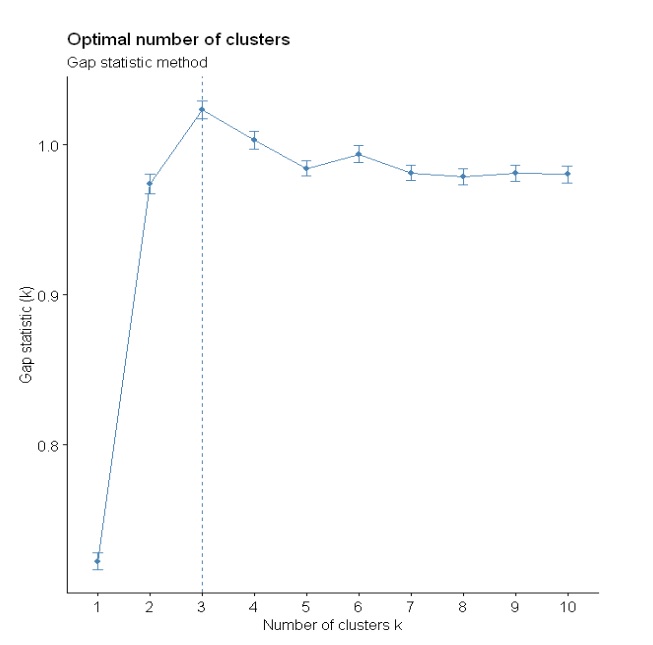 Optimal number of clusters
Gap statistic method
1.0
0.9
0.8
Gap statistic (k)
1 2 3 4 5 6 7 8 9 10
Number of clusters k